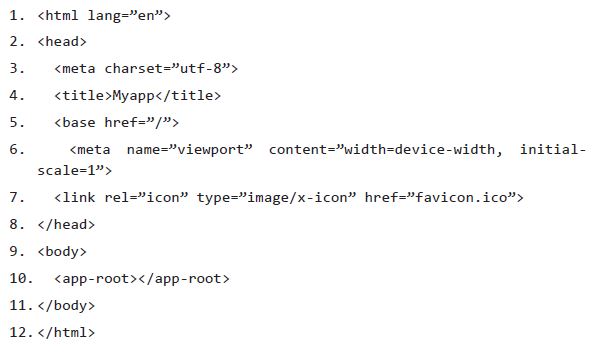 1. <html lang=”en”>
2. <head>
3. <meta charset=”utf-8”>
4. <title>Myapp</title>
5. <base href=”/”>
6. <meta name=”viewport” content=”width=device-width, initial-
scale=1”>
7. <link rel=”icon” type=”image/x-icon” href=”favicon.ico”>
8. </head>
9. <body>
10. <app-root></app-root>
11. </body>
12. </html>